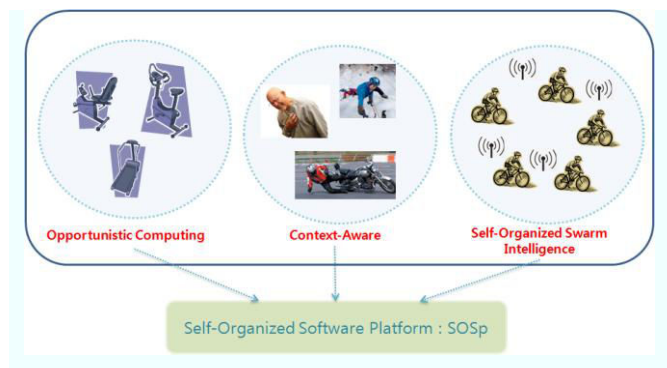 Opportunistic Computing
Context-Aware
Self-Organized Swarm
Intelligence
Self-Organized Software Platform : SOSp